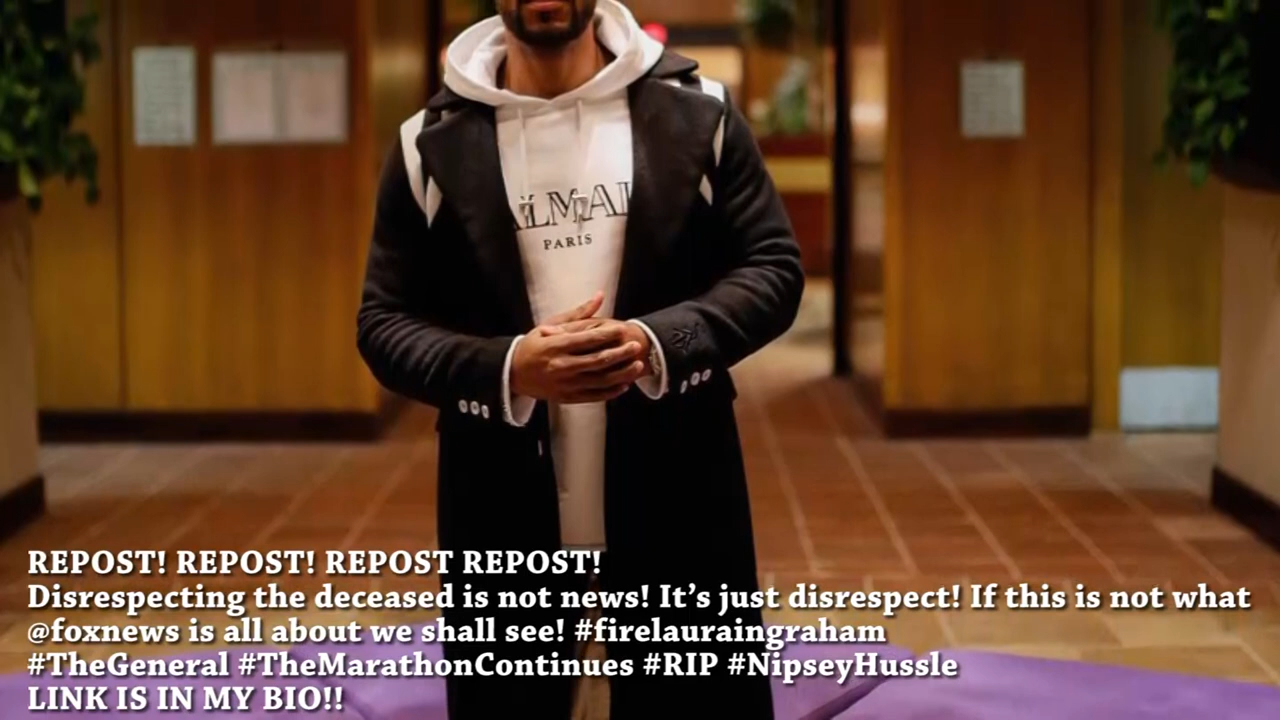 PARIS
REPOST! REPOST! REPOST REPOST!
Disrespecting the deceased is not news! It’s just disrespect! If this is not what
@foxnews is all about we shall see! #firelauraingraham
#TheGeneral #TheMarathonContinues #RIP #NipseyHussle
LINK IS IN MY BIO!!